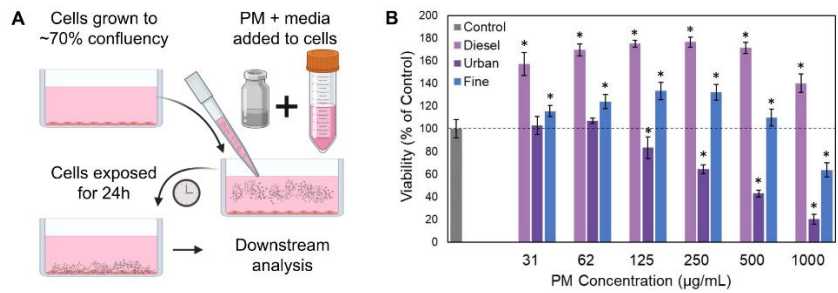 A
Cells grown to
~70% confluency
PM + media
added to cells
Cells exposed
for 24h
Downstream
analysis
B
Viability (% of Control)
200
180
160
140
120
100
80
60
40
20
0
Control
Diesel
Urban
Fine
* * * * * *
* * * *
* * * * * *
31 62 125 250 500 1000
PM Concentration (µg/mL)